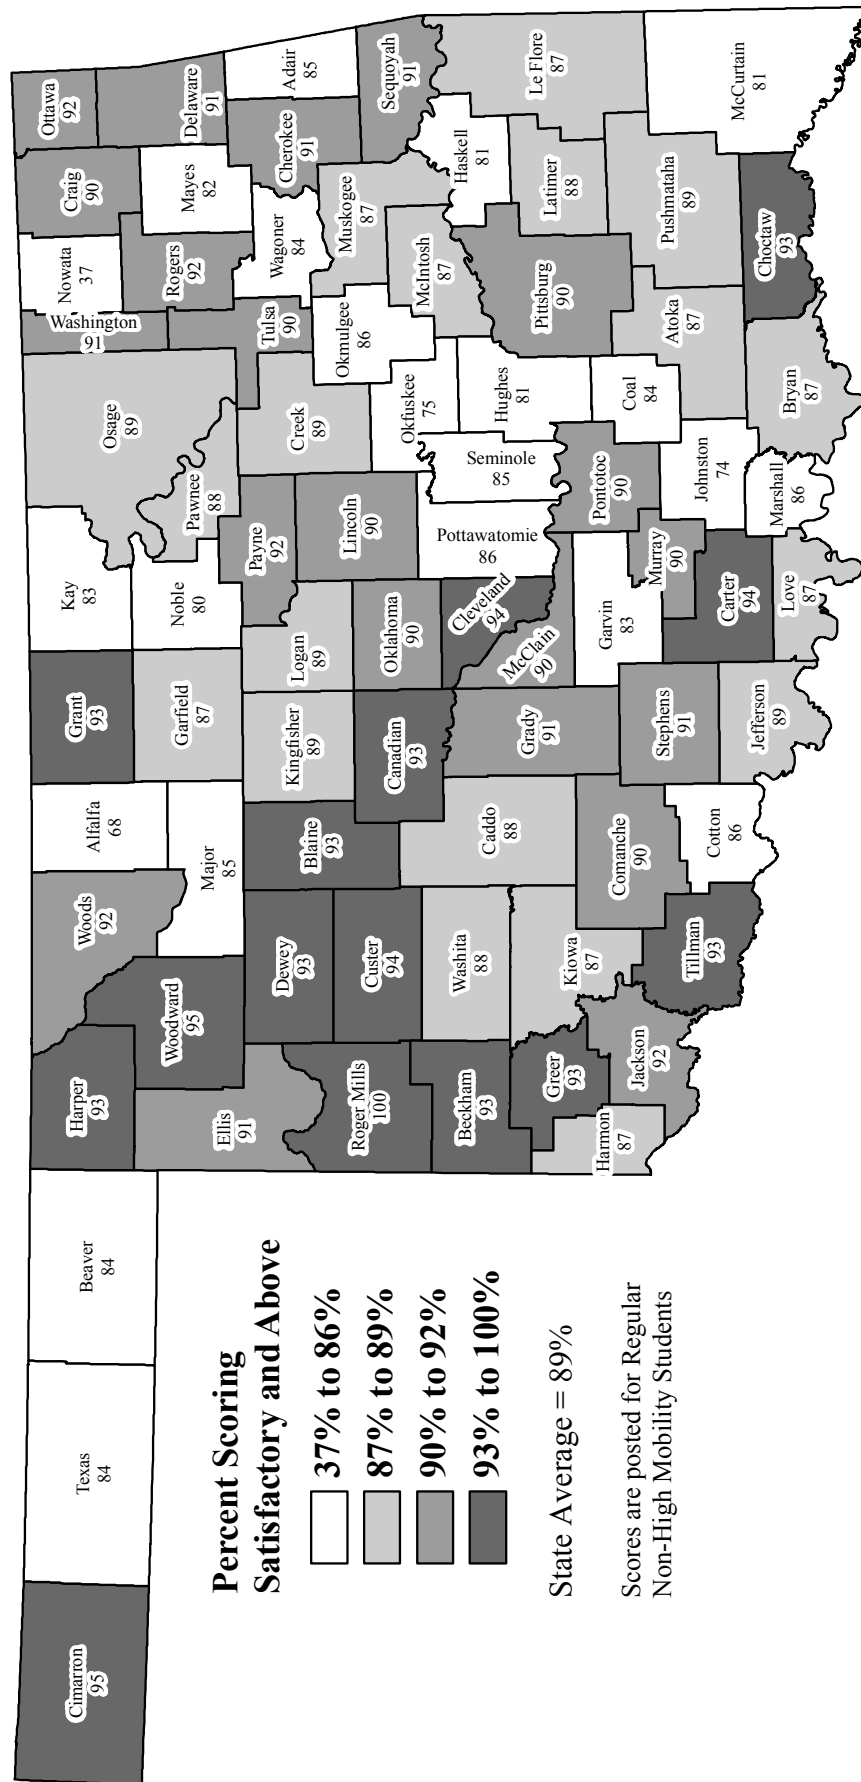 Cimarron
95
Texas
84
Beaver
84
Harper
93
Woods
92
Alfalfa
68
Grant
93
Kay
83
Osage
89
Washington
91
Nowata
37
Craig
90
Ottawa
92
Ellis
91
Woodward
95
Major
85
Garfield
87
Noble
80
Pawnee
88
Rogers
92
Mayes
82
Delaware
91
Roger Mills
100
Dewey
93
Blaine
93
Kingfisher
89
Logan
89
Payne
92
Creek
89
Tulsa
90
Wagoner
84
Cherokee
91
Adair
85
Beckham
93
Custer
94
Canadian
93
Oklahoma
90
Lincoln
90
Okfuskee
75
Okmulgee
86
Muskogee
87
Sequoyah
91
Washita
88
Caddo
88
Grady
91
McClain
90
Cleveland
94
Pottawatomie
86
Seminole
85
Hughes
81
McIntosh
87
Haskell
81
Le Flore
87
Greer
93
Kiowa
87
Comanche
90
Stephens
91
Garvin
83
Pontotoc
90
Coal
84
Pittsburg
90
Latimer
88
Harmon
87
Jackson
92
Tillman
93
Cotton
86
Jefferson
89
Carter
94
Murray
90
Johnston
74
Atoka
87
Pushmataha
89
McCurtain
81
Love
87
Marshall
86
Bryan
87
Choctaw
93
Percent Scoring
Satisfactory and Above
37% to 86%
87% to 89%
90% to 92%
93% to 100%
State Average = 89%
Scores are posted for Regular
Non-High Mobility Students